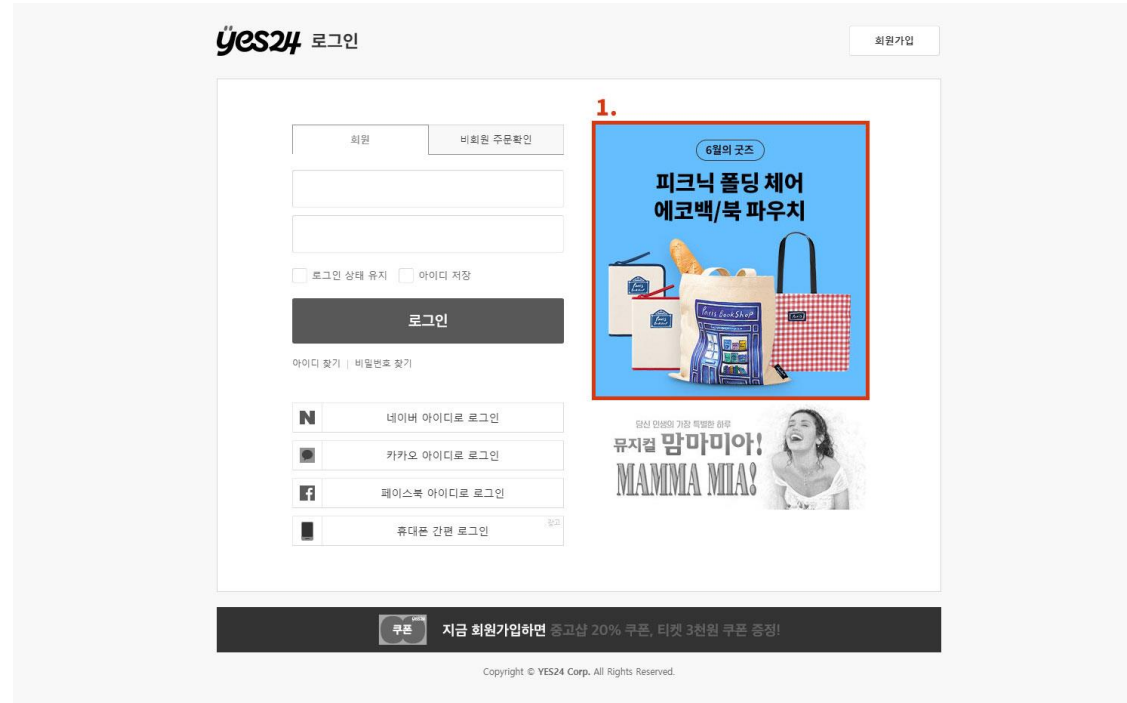 yes24 로그인
회원가입
1.
회원
비회원 주문확인
로그인 상태 유지
아이디 저장
로그인
아이디 찾기 | 비밀번호 찾기
N 네이버 아이디로 로그인
카카오 아이디로 로그인
f 페이스북 아이디로 로그인
휴대폰 간편 로그인
광고
6월의 굿즈
피크닉 폴딩 체어
에코백/북 파우치
Paris BookShop
당신 인생의 가장 특별한 하루
뮤지컬 맘마미아!
MAMMA MIA!
쿠폰 yes24
지금 회원가입하면 중고샵 20% 쿠폰, 티켓 3천원 쿠폰 증정!
Copyright © YES24 Corp. All Rights Reserved.